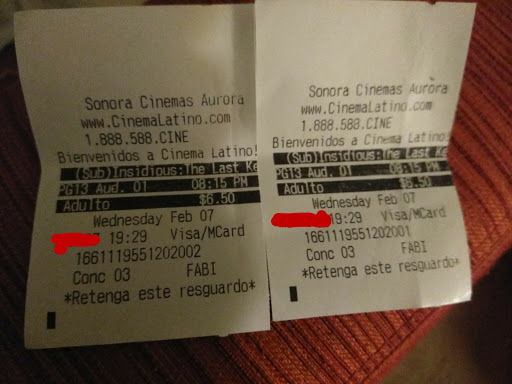 Sonora Cinemas Aurora
www.CinemaLatino.com
1.888.588.CINE
Bienvenidos a Cinema Latino!
(Sub)Insidious:The Last Ke
PG13 Aud. 01 08:15 PM
Adulto $6.50
Wednesday Feb 07
19:29 Visa/MCard
1661119551202002
Conc 03 FABI
*Retenga este resguardo*
Sonora Cinemas Aurora
www.CinemaLatino.com
1.888.588.CINE
Bienvenidos a Cinema Latino!
(Sub)Insidious:The Last Ke
PG13 Aud. 01 08:15 PM
Adulto $6.50
Wednesday Feb 07
19:29 Visa/MCard
1661119551202001
Conc 03 FABI
*Retenga este resguardo*